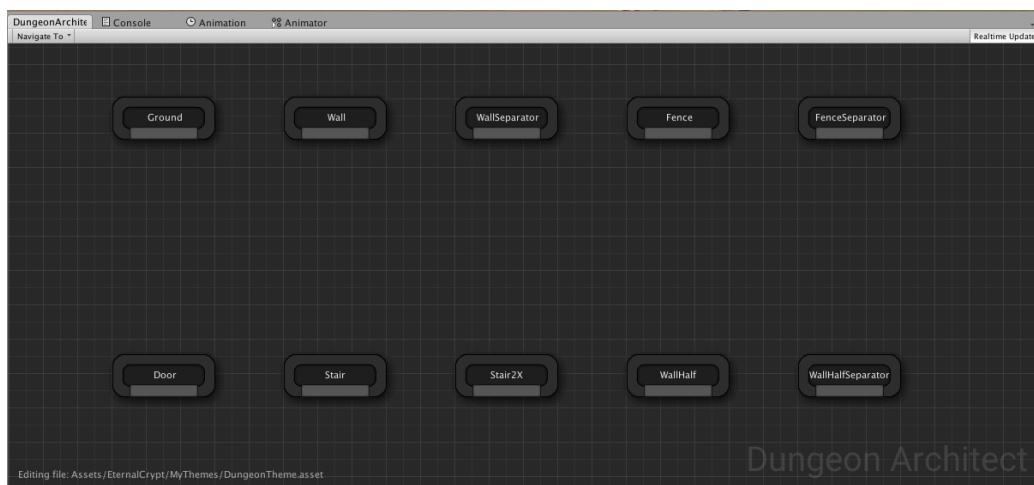 DungeonArchite Console Animation Animator
Navigate To Realtime Update
Ground Wall WallSeparator Fence FenceSeparator
Door Stair Stair2X WallHalf WallHalfSeparator
Dungeon Architect
Editing file: Assets/EternalCrypt/MyThemes/DungeonTheme.asset